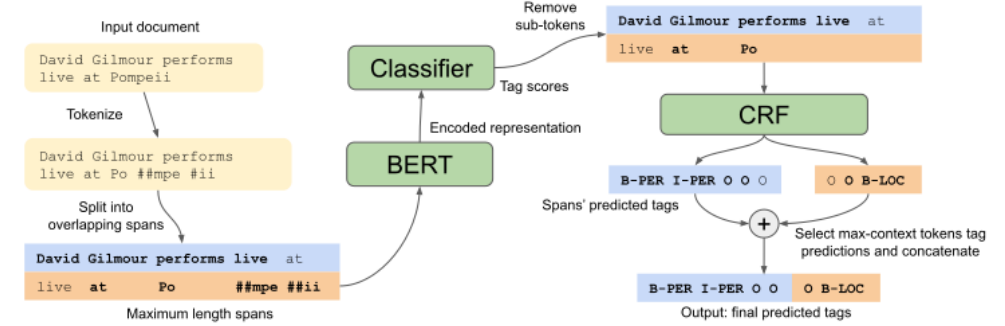 Input document
David Gilmour performs
live at Pompeii
Tokenize
David Gilmour performs
live at Po ##mpe #ii
Split into
overlapping spans
David Gilmour performs live at
live at Po ##mpe ##ii
Maximum length spans
BERT
Encoded representation
Classifier
Tag scores
Remove
sub-tokens
David Gilmour performs live at
live at Po
CRF
B-PER I-PER O O O
O O B-LOC
Spans' predicted tags
+
Select max-context tokens tag
predictions and concatenate
B-PER I-PER O O O B-LOC
Output: final predicted tags